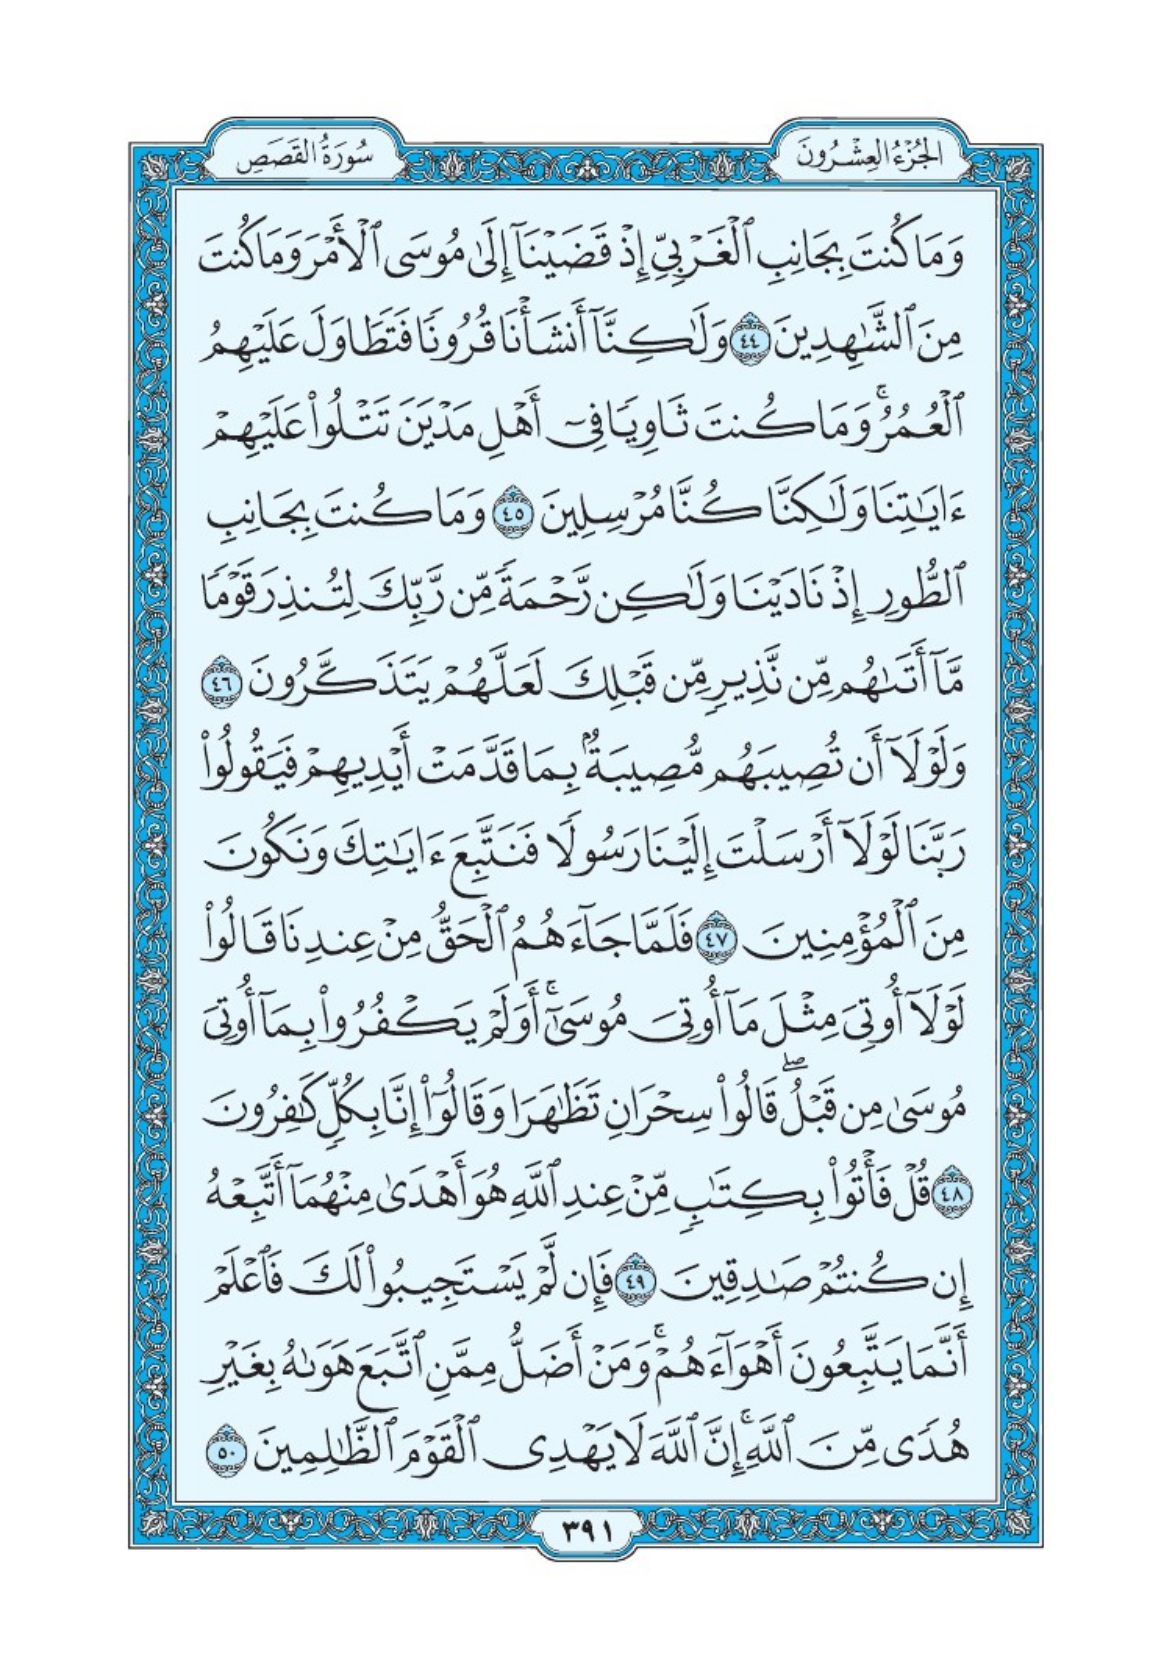 الجُزْءُ العِشْرُونَ
سُورَةُ القَصَصِ
وَمَا كُنتَ بِجَانِبِ ٱلْغَرْبِيِّ إِذْ قَضَيْنَآ إِلَىٰ مُوسَى ٱلْأَمْرَ وَمَا كُنتَ
مِنَ ٱلشَّٰهِدِينَ ٤٤ وَلَٰكِنَّآ أَنشَأْنَا قُرُونًا فَتَطَاوَلَ عَلَيْهِمُ
ٱلْعُمُرُ ۚ وَمَا كُنتَ ثَاوِيًا فِىٓ أَهْلِ مَدْيَنَ تَتْلُوا۟ عَلَيْهِمْ
ءَايَٰتِنَا وَلَٰكِنَّا كُنَّا مُرْسِلِينَ ٤٥ وَمَا كُنتَ بِجَانِبِ
ٱلطُّورِ إِذْ نَادَيْنَا وَلَٰكِن رَّحْمَةً مِّن رَّبِّكَ لِتُنذِرَ قَوْمًا
مَّآ أَتَىٰهُم مِّن نَّذِيرٍ مِّن قَبْلِكَ لَعَلَّهُمْ يَتَذَكَّرُونَ ٤٦
وَلَوْلَآ أَن تُصِيبَهُم مُّصِيبَةٌۢ بِمَا قَدَّمَتْ أَيْدِيهِمْ فَيَقُولُوا۟
رَبَّنَا لَوْلَآ أَرْسَلْتَ إِلَيْنَا رَسُولًا فَنَتَّبِعَ ءَايَٰتِكَ وَنَكُونَ
مِنَ ٱلْمُؤْمِنِينَ ٤٧ فَلَمَّا جَآءَهُمُ ٱلْحَقُّ مِنْ عِندِنَا قَالُوا۟
لَوْلَآ أُوتِىَ مِثْلَ مَآ أُوتِىَ مُوسَىٰٓ ۚ أَوَلَمْ يَكْفُرُوا۟ بِمَآ أُوتِىَ
مُوسَىٰ مِن قَبْلُ ۖ قَالُوا۟ سِحْرَانِ تَظَٰهَرَا وَقَالُوٓا۟ إِنَّا بِكُلٍّ كَٰفِرُونَ
٤٨ قُلْ فَأْتُوا۟ بِكِتَٰبٍ مِّنْ عِندِ ٱللَّهِ هُوَ أَهْدَىٰ مِنْهُمَآ أَتَّبِعْهُ
إِن كُنتُمْ صَٰدِقِينَ ٤٩ فَإِن لَّمْ يَسْتَجِيبُوا۟ لَكَ فَٱعْلَمْ
أَنَّمَا يَتَّبِعُونَ أَهْوَآءَهُمْ ۚ وَمَنْ أَضَلُّ مِمَّنِ ٱتَّبَعَ هَوَىٰهُ بِغَيْرِ
هُدًى مِّنَ ٱللَّهِ ۚ إِنَّ ٱللَّهَ لَا يَهْدِى ٱلْقَوْمَ ٱلظَّٰلِمِينَ ٥٠
٣٩١